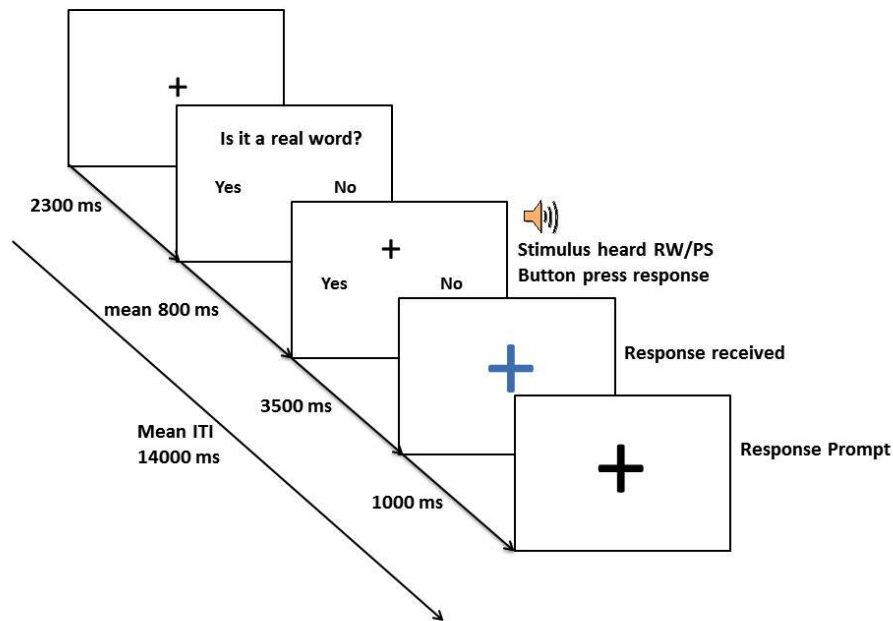 Is it a real word?
Yes No
2300 ms
Stimulus heard RW/PS
Button press response
Yes No
mean 800 ms
Response received
3500 ms
Mean ITI
14000 ms
Response Prompt
1000 ms